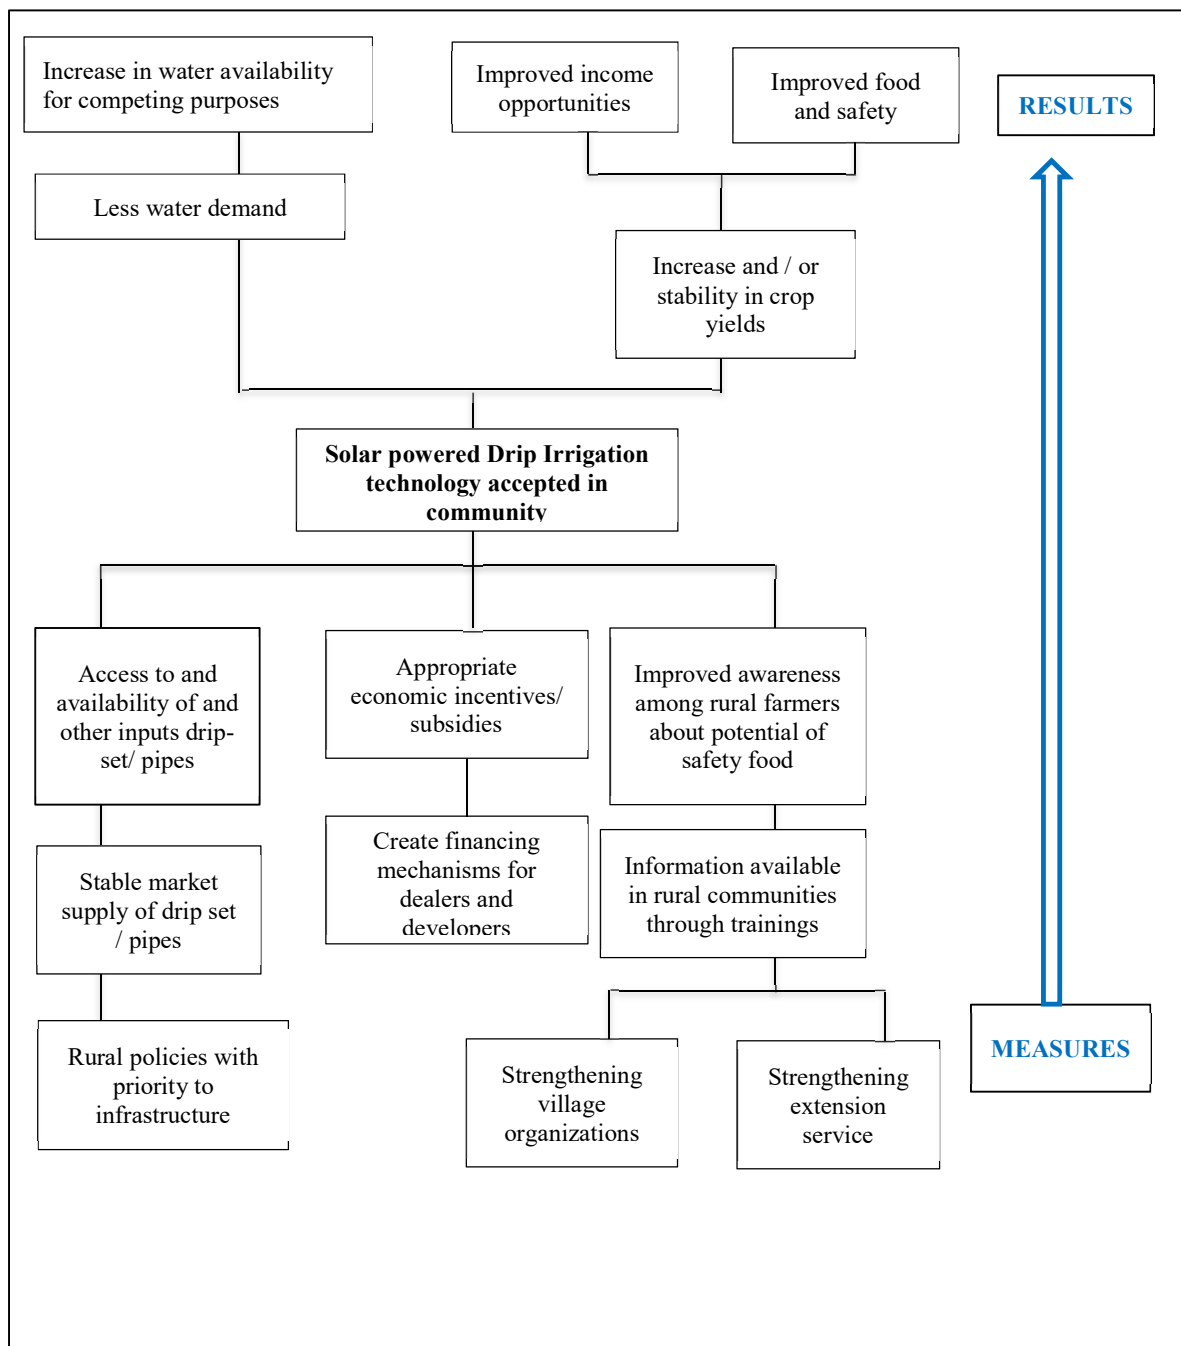 Increase in water availability
for competing purposes
Improved income
opportunities
Improved food
and safety
RESULTS
Less water demand
Increase and / or
stability in crop
yields
Solar powered Drip Irrigation
technology accepted in
community
Access to and
availability of and
other inputs drip-
set/ pipes
Appropriate
economic incentives/
subsidies
Improved awareness
among rural farmers
about potential of
safety food
Stable market
supply of drip set
/ pipes
Create financing
mechanisms for
dealers and
developers
Information available
in rural communities
through trainings
Rural policies with
priority to
infrastructure
Strengthening
village
organizations
Strengthening
extension
service
MEASURES